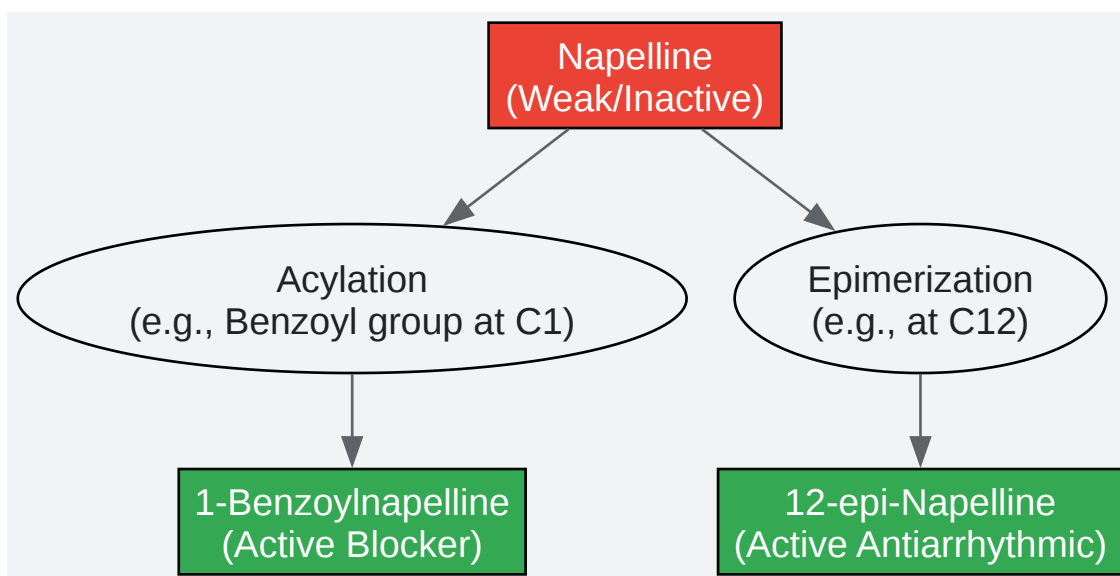 Napelline
(Weak/Inactive)
Acylation
(e.g., Benzoyl group at C1)
Epimerization
(e.g., at C12)
1-Benzoylnapelline
(Active Blocker)
12-epi-Napelline
(Active Antiarrhythmic)